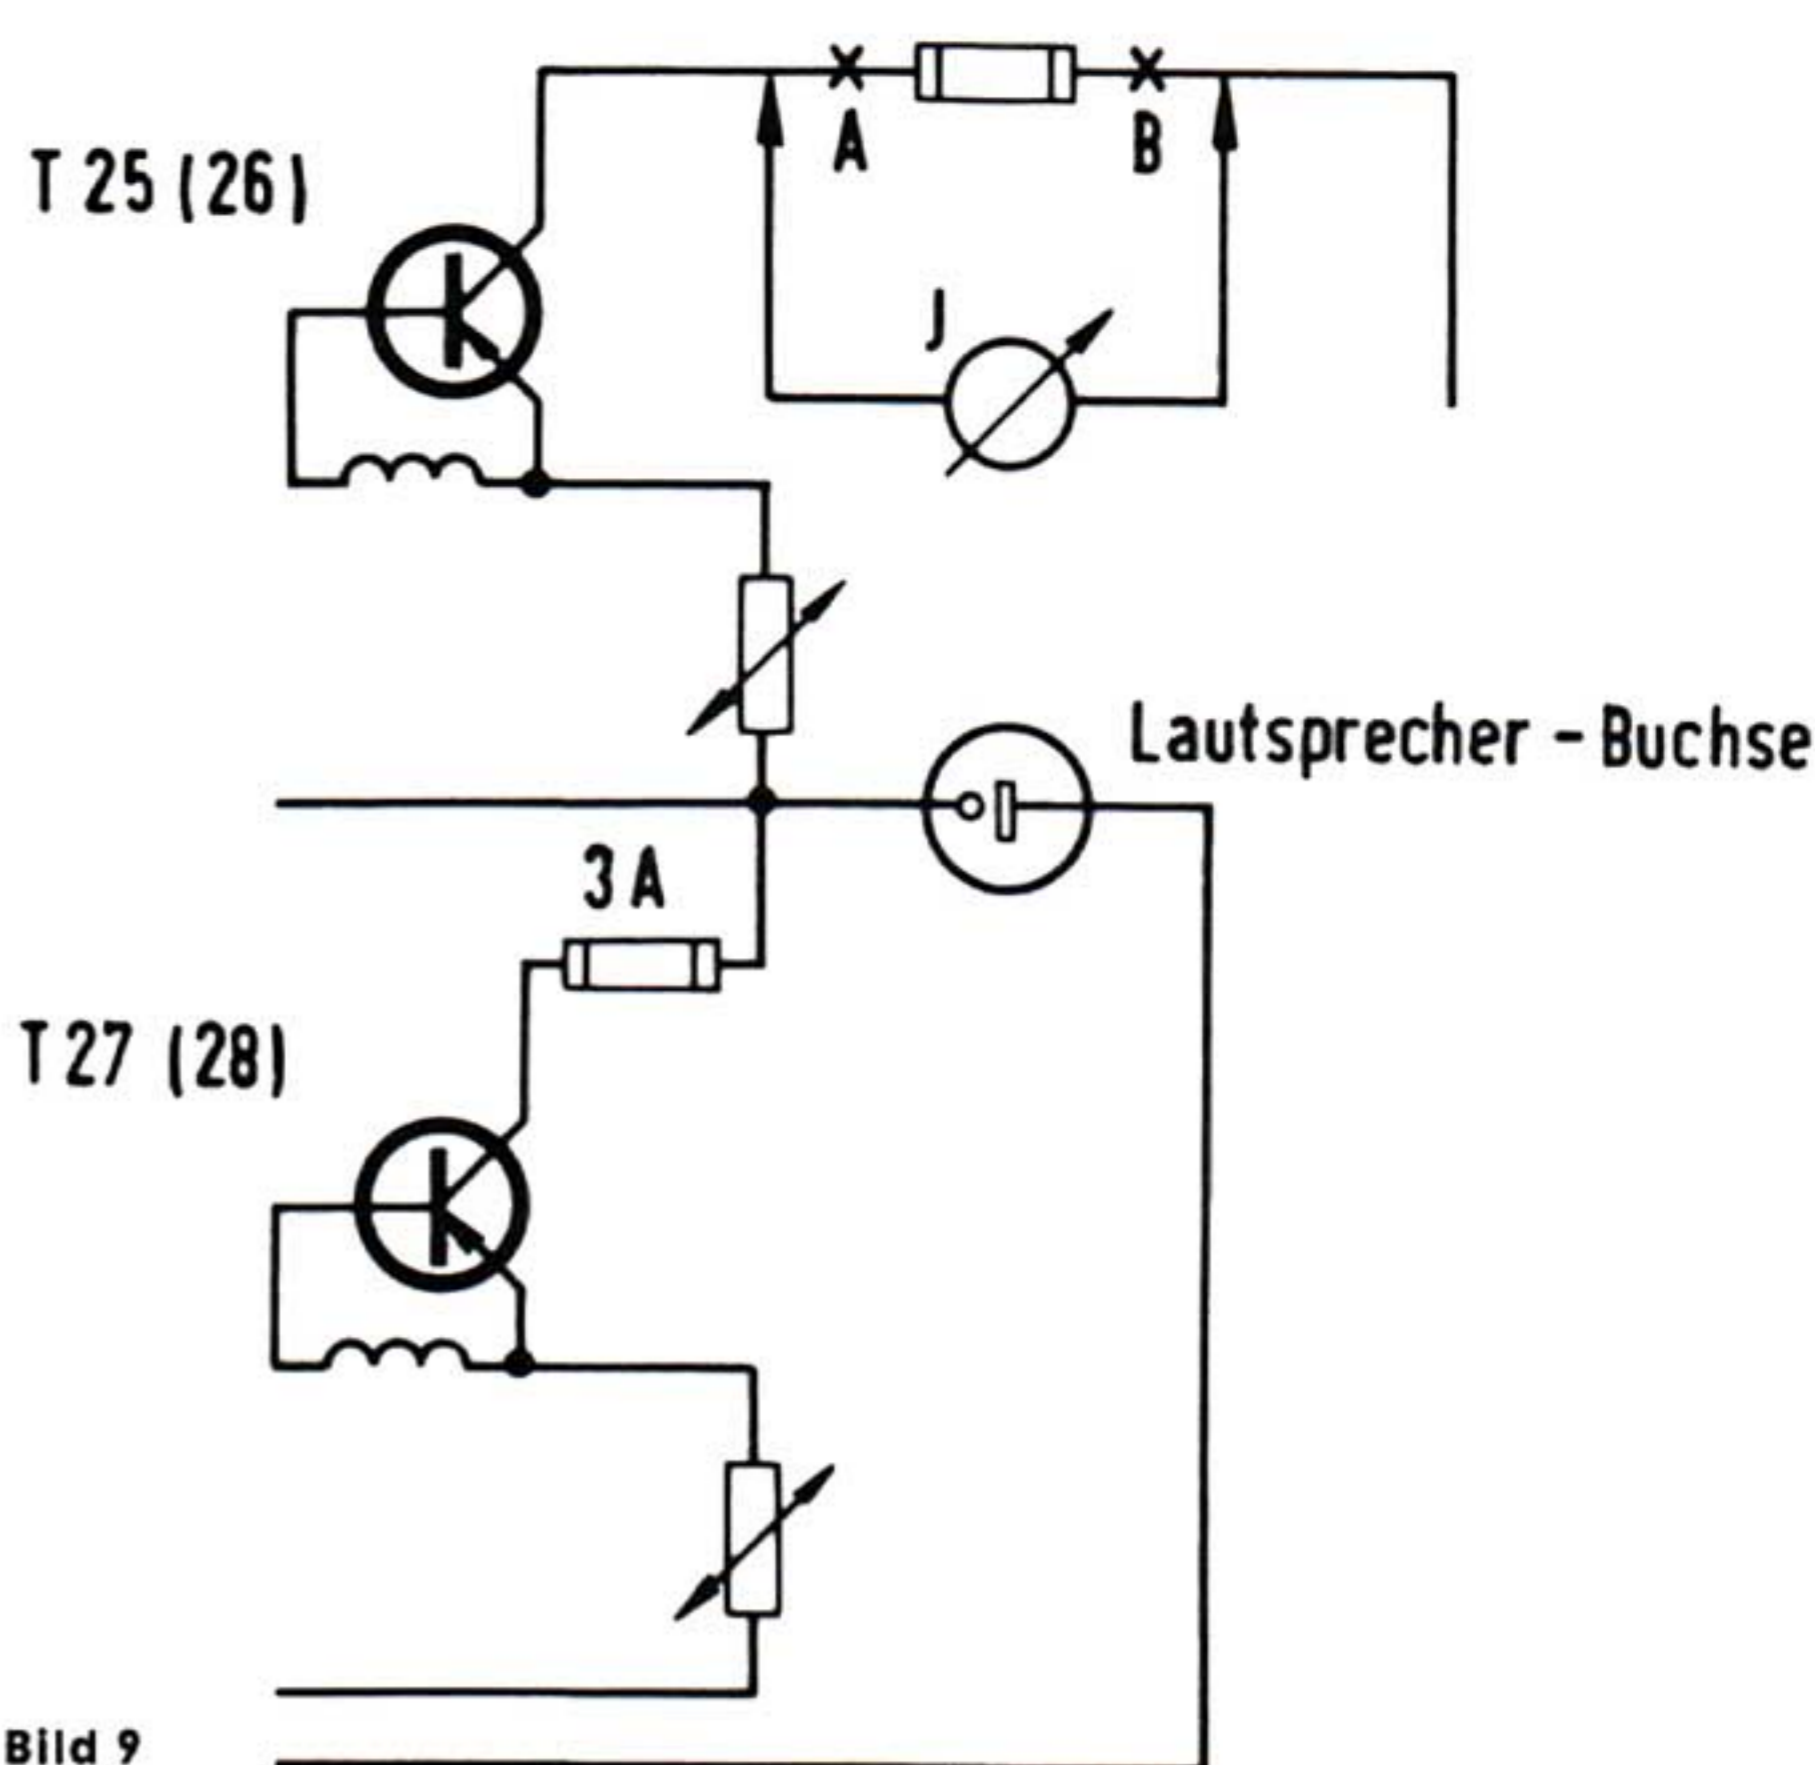 A
B
T 25 (26)
J
Lautsprecher - Buchse
3 A
T 27 (28)
Bild 9